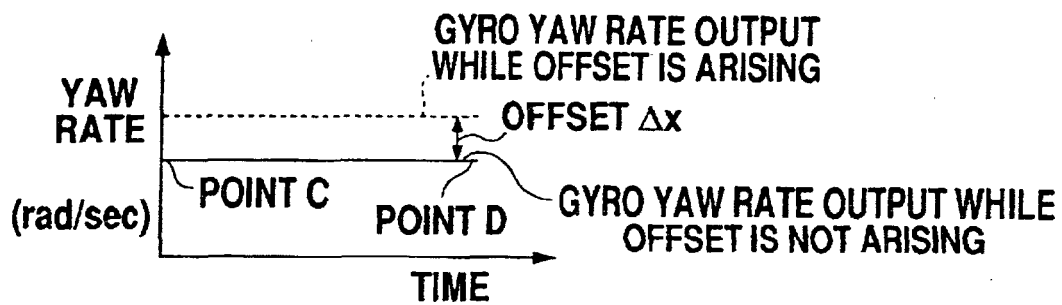 GYRO YAW RATE OUTPUT
WHILE OFFSET IS ARISING
YAW
RATE
OFFSET Δx
POINT C
(rad/sec)
POINT D
GYRO YAW RATE OUTPUT WHILE
OFFSET IS NOT ARISING
TIME